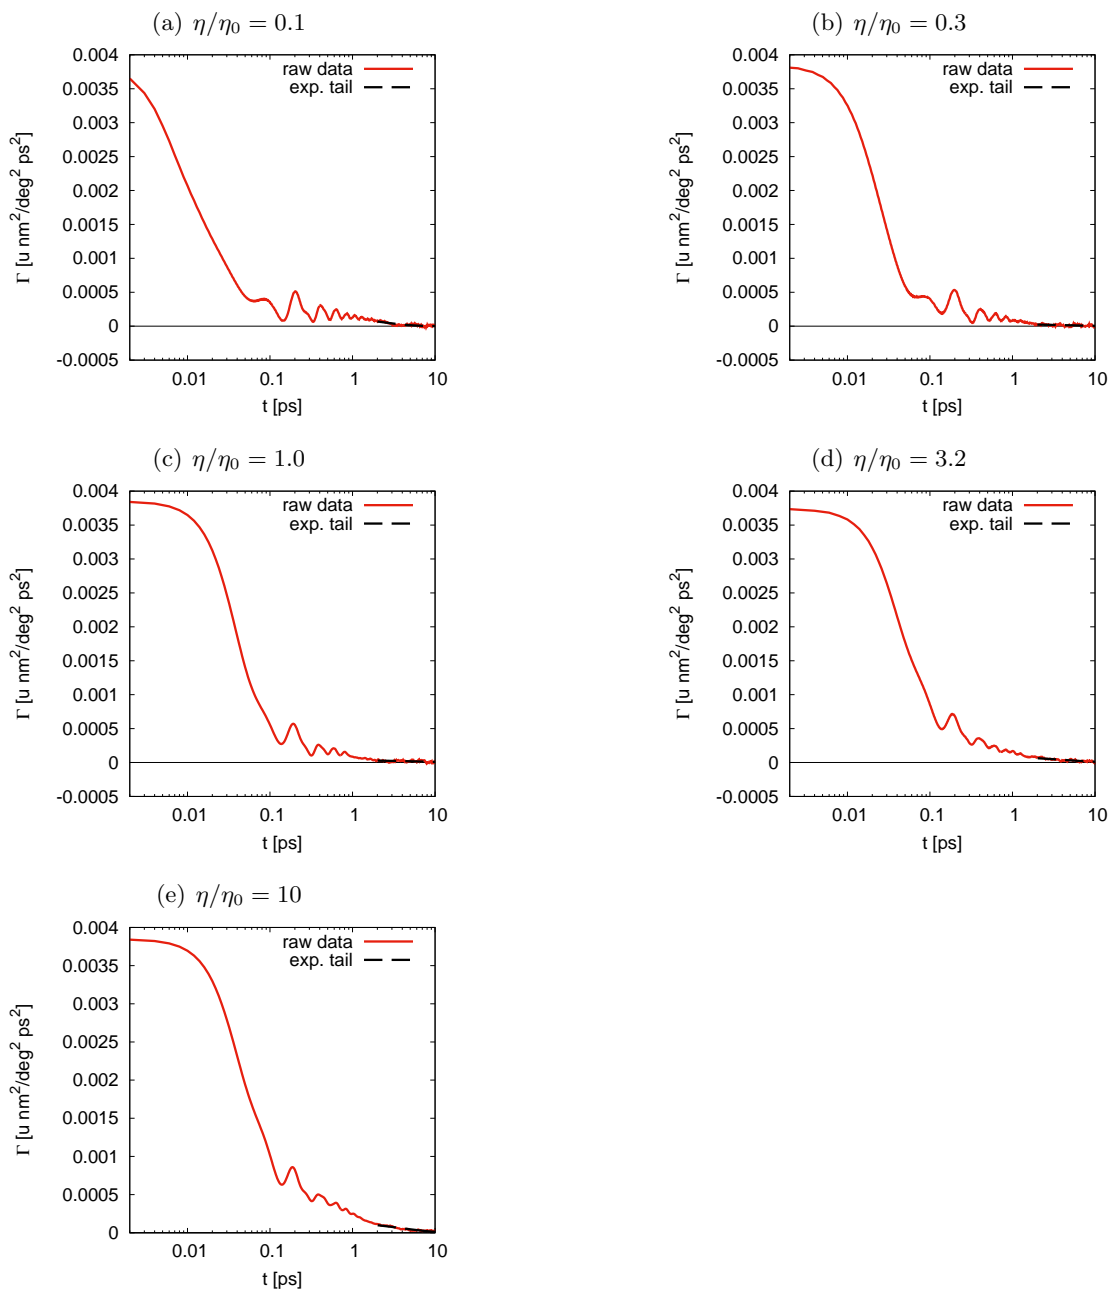 (a) η/η₀ = 0.1
raw data
exp. tail
0.004
0.0035
0.003
0.0025
0.002
0.0015
0.001
0.0005
0
-0.0005
Γ [u nm²/deg² ps²]
0.01 0.1 1 10
t [ps]
(b) η/η₀ = 0.3
raw data
exp. tail
0.004
0.0035
0.003
0.0025
0.002
0.0015
0.001
0.0005
0
-0.0005
Γ [u nm²/deg² ps²]
0.01 0.1 1 10
t [ps]
(c) η/η₀ = 1.0
raw data
exp. tail
0.004
0.0035
0.003
0.0025
0.002
0.0015
0.001
0.0005
0
-0.0005
Γ [u nm²/deg² ps²]
0.01 0.1 1 10
t [ps]
(d) η/η₀ = 3.2
raw data
exp. tail
0.004
0.0035
0.003
0.0025
0.002
0.0015
0.001
0.0005
0
-0.0005
Γ [u nm²/deg² ps²]
0.01 0.1 1 10
t [ps]
(e) η/η₀ = 10
raw data
exp. tail
0.004
0.0035
0.003
0.0025
0.002
0.0015
0.001
0.0005
0
Γ [u nm²/deg² ps²]
0.01 0.1 1 10
t [ps]